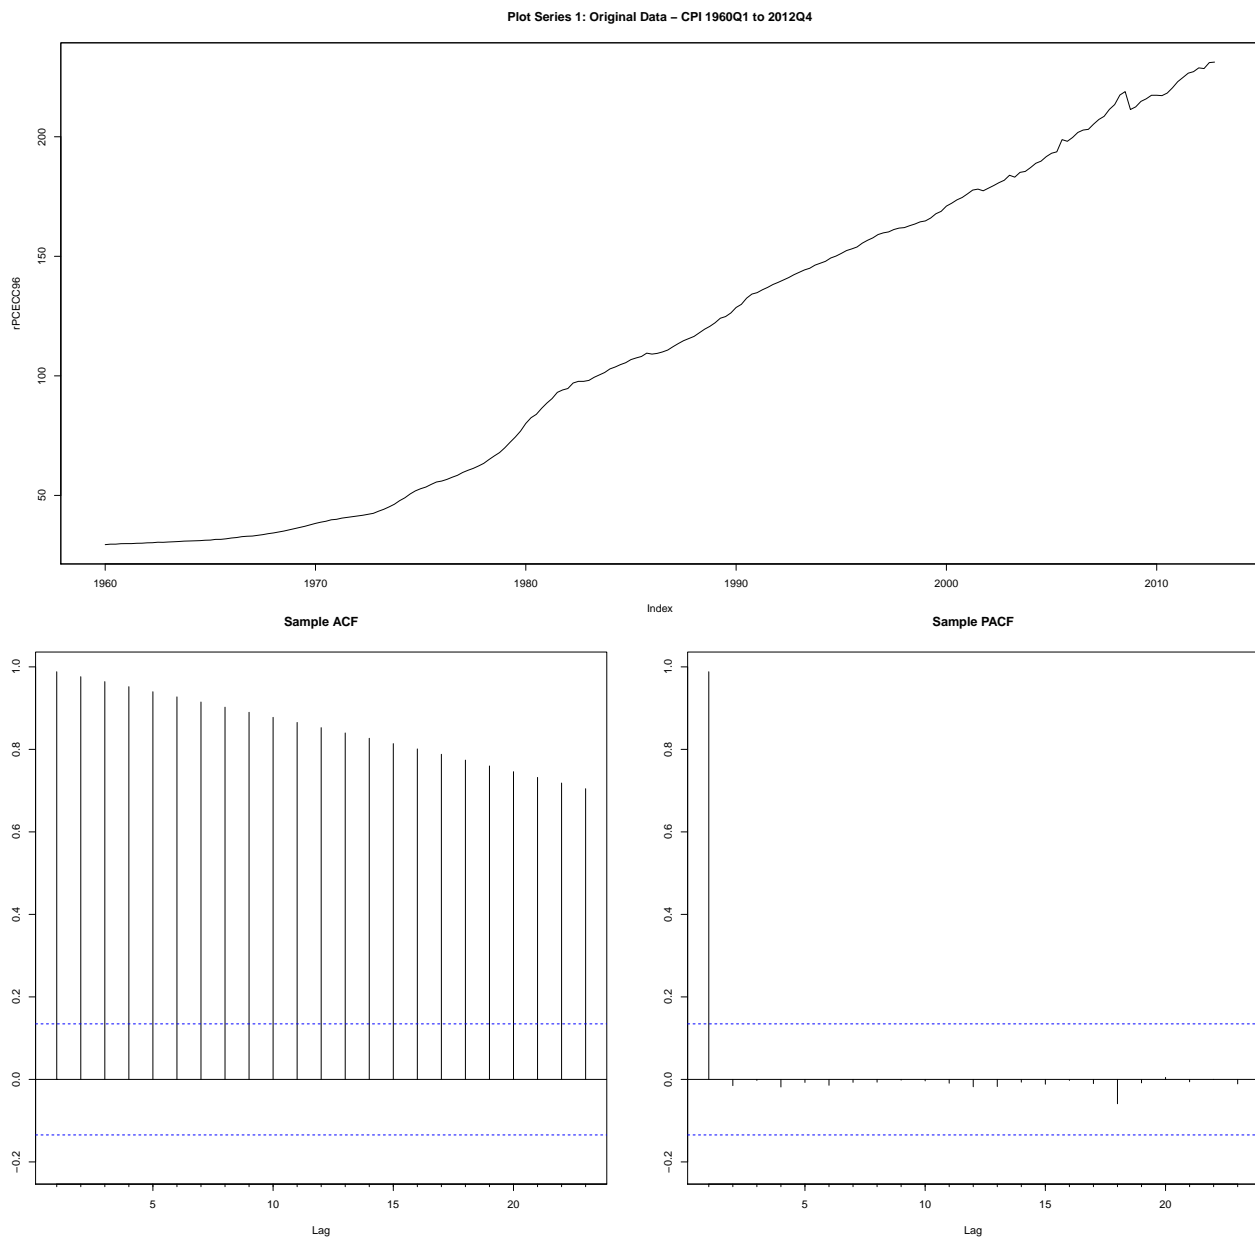 Plot Series 1: Original Data – CPI 1960Q1 to 2012Q4
rPCECC96
200
150
100
50
1960 1970 1980 1990 2000 2010
Index
Sample ACF
1.0
0.8
0.6
0.4
0.2
0.0
−0.2
5 10 15 20
Lag
Sample PACF
1.0
0.8
0.6
0.4
0.2
0.0
−0.2
5 10 15 20
Lag